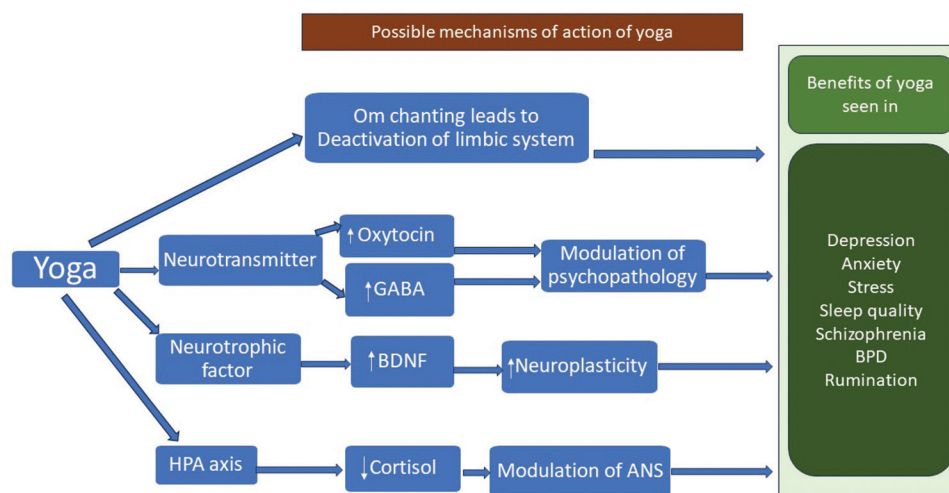 Possible mechanisms of action of yoga
Benefits of yoga
seen in
Om chanting leads to
Deactivation of limbic system
Yoga
Neurotransmitter
↑Oxytocin
↑GABA
Modulation of
psychopathology
Neurotrophic
factor
↑BDNF
↑Neuroplasticity
HPA axis
↓Cortisol
Modulation of ANS
Depression
Anxiety
Stress
Sleep quality
Schizophrenia
BPD
Rumination